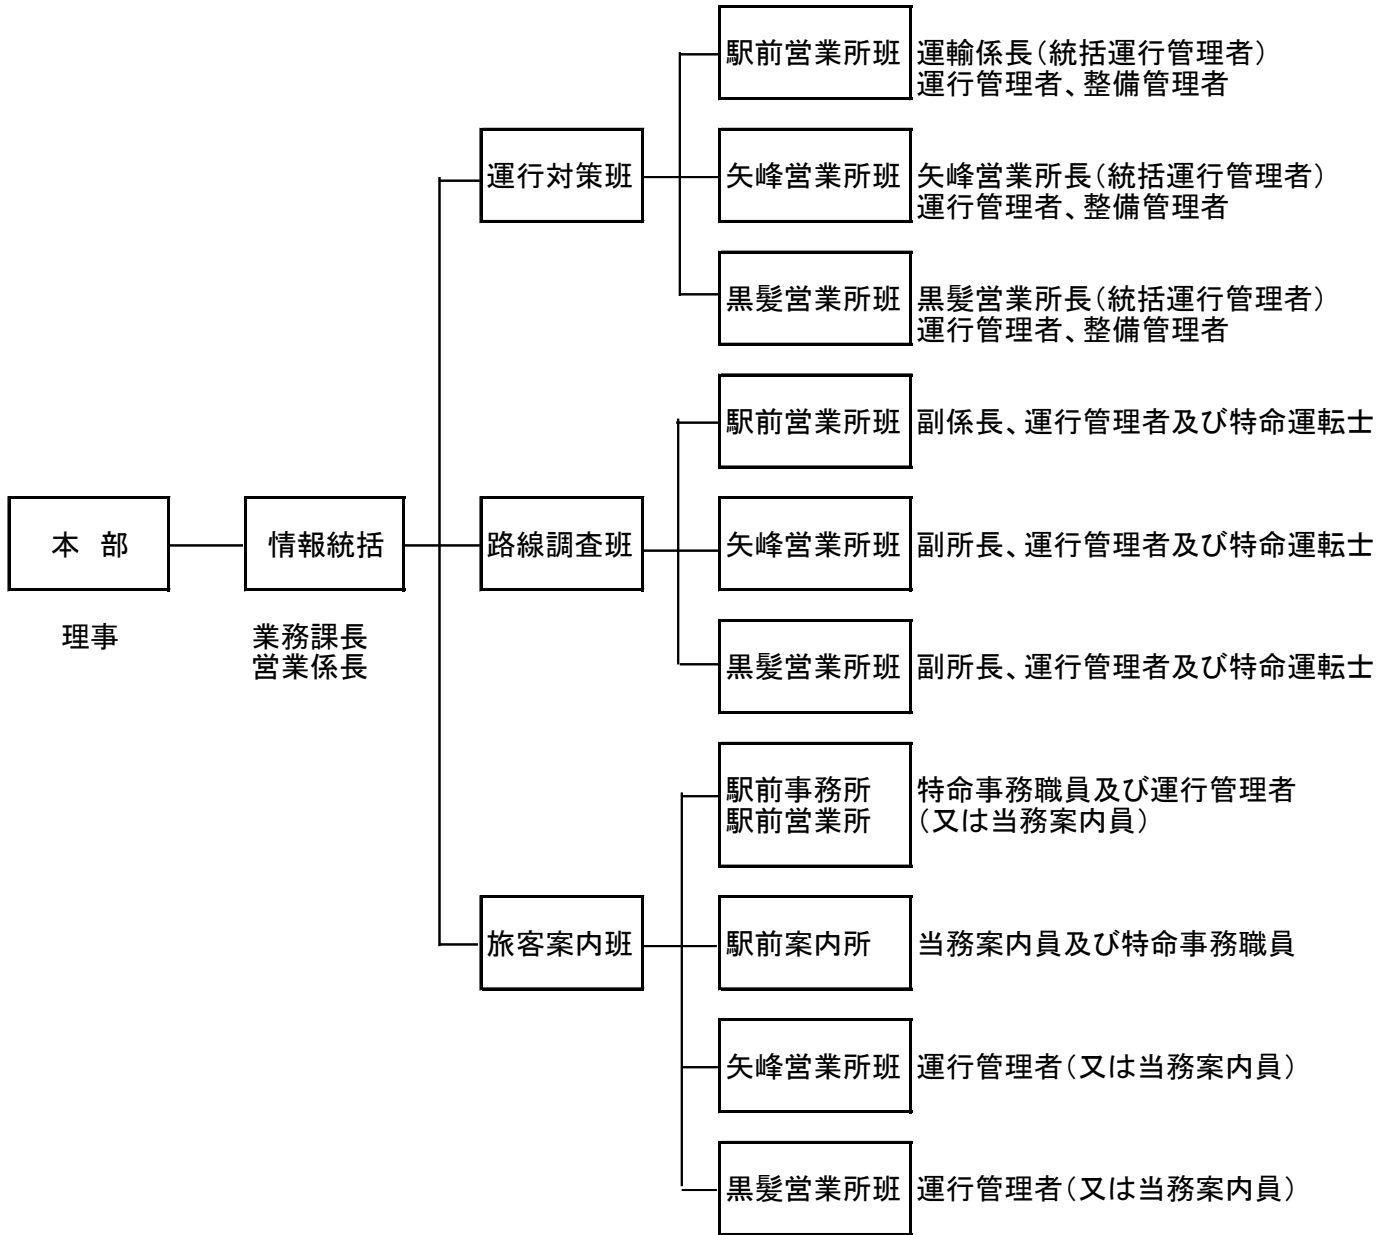 本 部
理事
情報統括
業務課長
営業係長
運行対策班
駅前営業所班
運輸係長（統括運行管理者）
運行管理者、整備管理者
矢峰営業所班
矢峰営業所長（統括運行管理者）
運行管理者、整備管理者
黒髪営業所班
黒髪営業所長（統括運行管理者）
運行管理者、整備管理者
路線調査班
駅前営業所班
副係長、運行管理者及び特命運転士
矢峰営業所班
副所長、運行管理者及び特命運転士
黒髪営業所班
副所長、運行管理者及び特命運転士
旅客案内班
駅前事務所
駅前営業所
特命事務職員及び運行管理者
（又は当務案内員）
駅前案内所
当務案内員及び特命事務職員
矢峰営業所班
運行管理者（又は当務案内員）
黒髪営業所班
運行管理者（又は当務案内員）